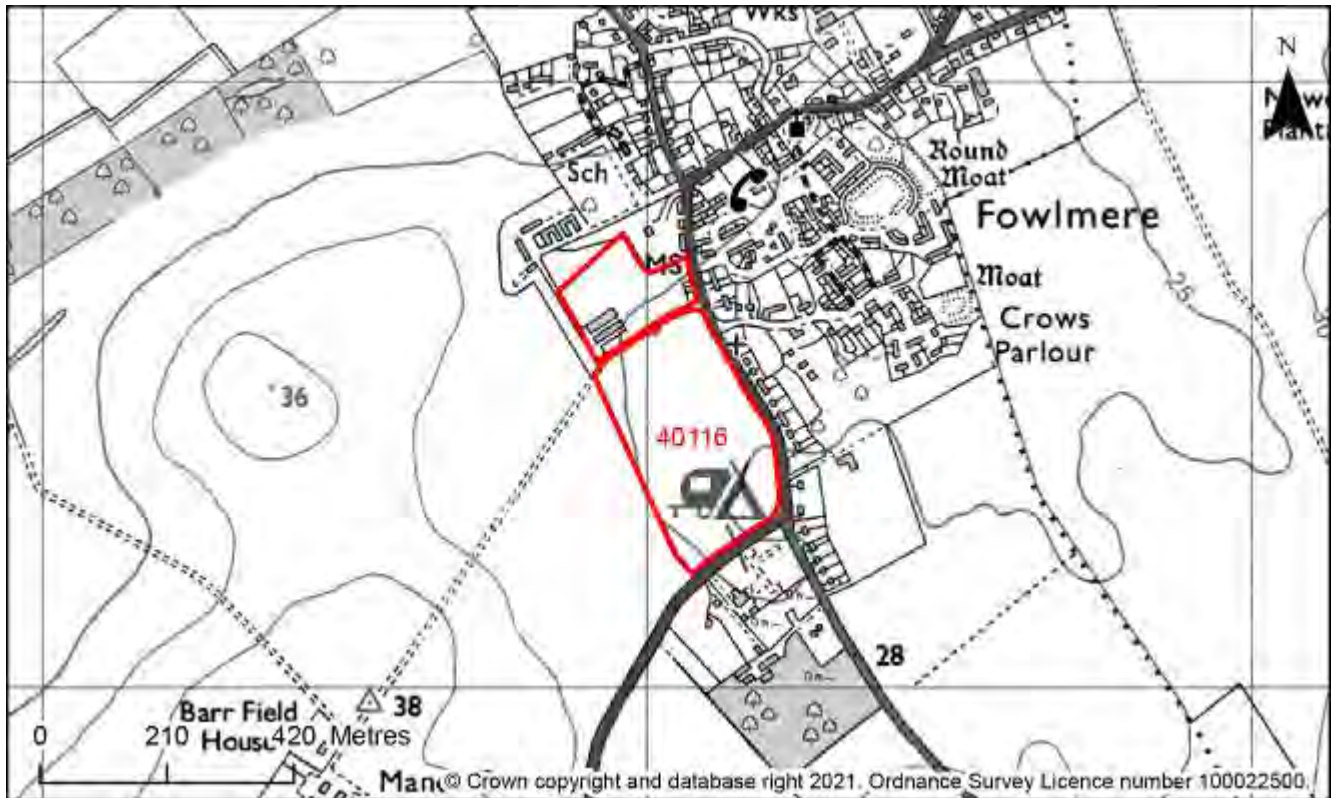 Wks
N
Sch
Round
Moat
Fowlmere
MS
Moat
25
Crows
Parlour
36
40116
28
38
Barr Field
House
0 210 420 Metres
© Crown copyright and database right 2021. Ordnance Survey Licence number 100022500.